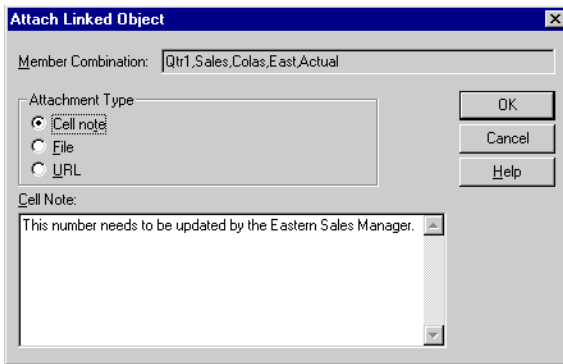 Attach Linked Object
Member Combination: Qtr1,Sales,Colas,East,Actual
Attachment Type
Cell note
File
URL
OK
Cancel
Help
Cell Note:
This number needs to be updated by the Eastern Sales Manager.